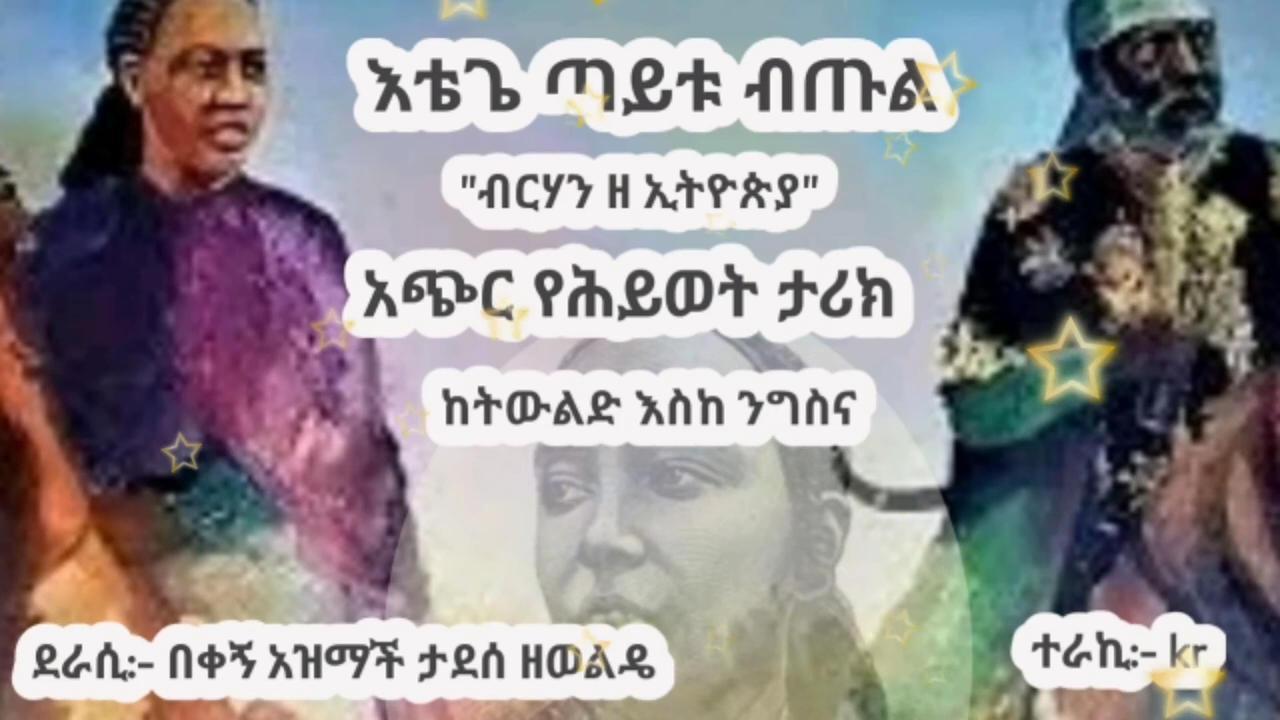 እቴጌ ጣይቱ ብጡል
"ብርሃን ዘ ኢትዮጵያ"
አጭር የሕይወት ታሪክ
ከትውልድ እስከ ንግስና
ደራሲ:- በቀኝ አዝማች ታደሰ ዘወልዴ
ተራኪ:- kr